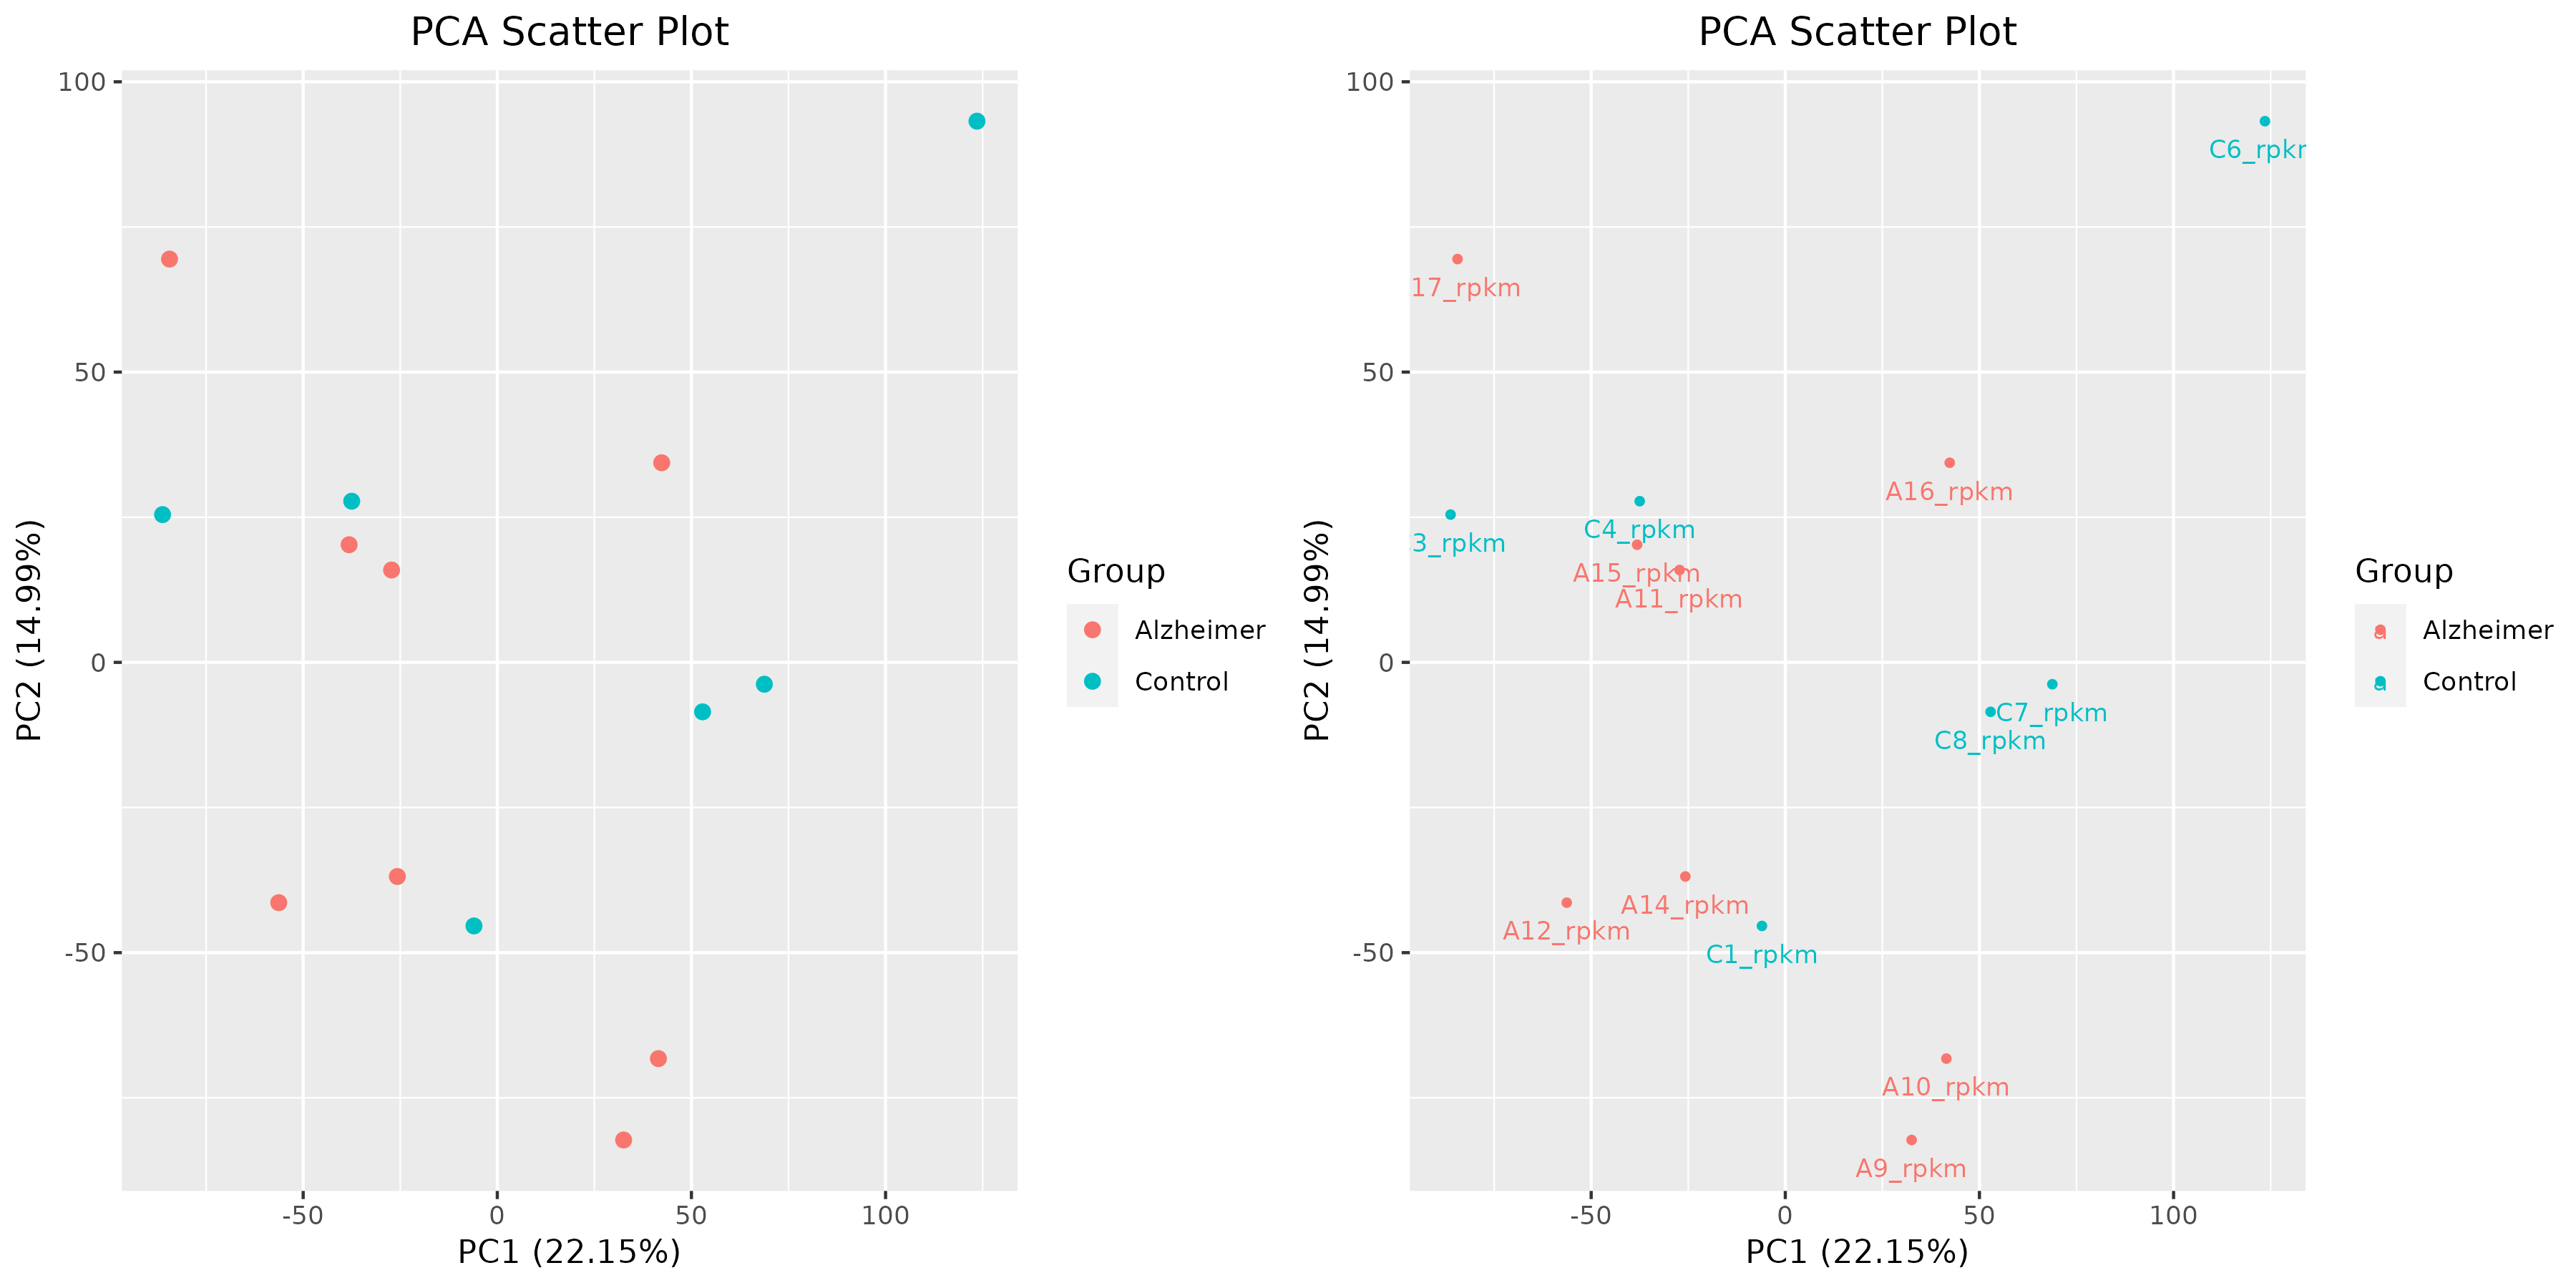 PCA Scatter Plot
100
50
0
-50
PC2 (14.99%)
-50
0
50
100
PC1 (22.15%)
Group
Alzheimer
Control
PCA Scatter Plot
100
50
0
-50
PC2 (14.99%)
C6_rpkr
17_rpkm
A16_rpkm
C4_rpkm
3_rpkm
A15_rpkm
A11_rpkm
C7_rpkm
C8_rpkm
A14_rpkm
A12_rpkm
C1_rpkm
A10_rpkm
A9_rpkm
-50
0
50
100
PC1 (22.15%)
Group
a Alzheimer
a Control